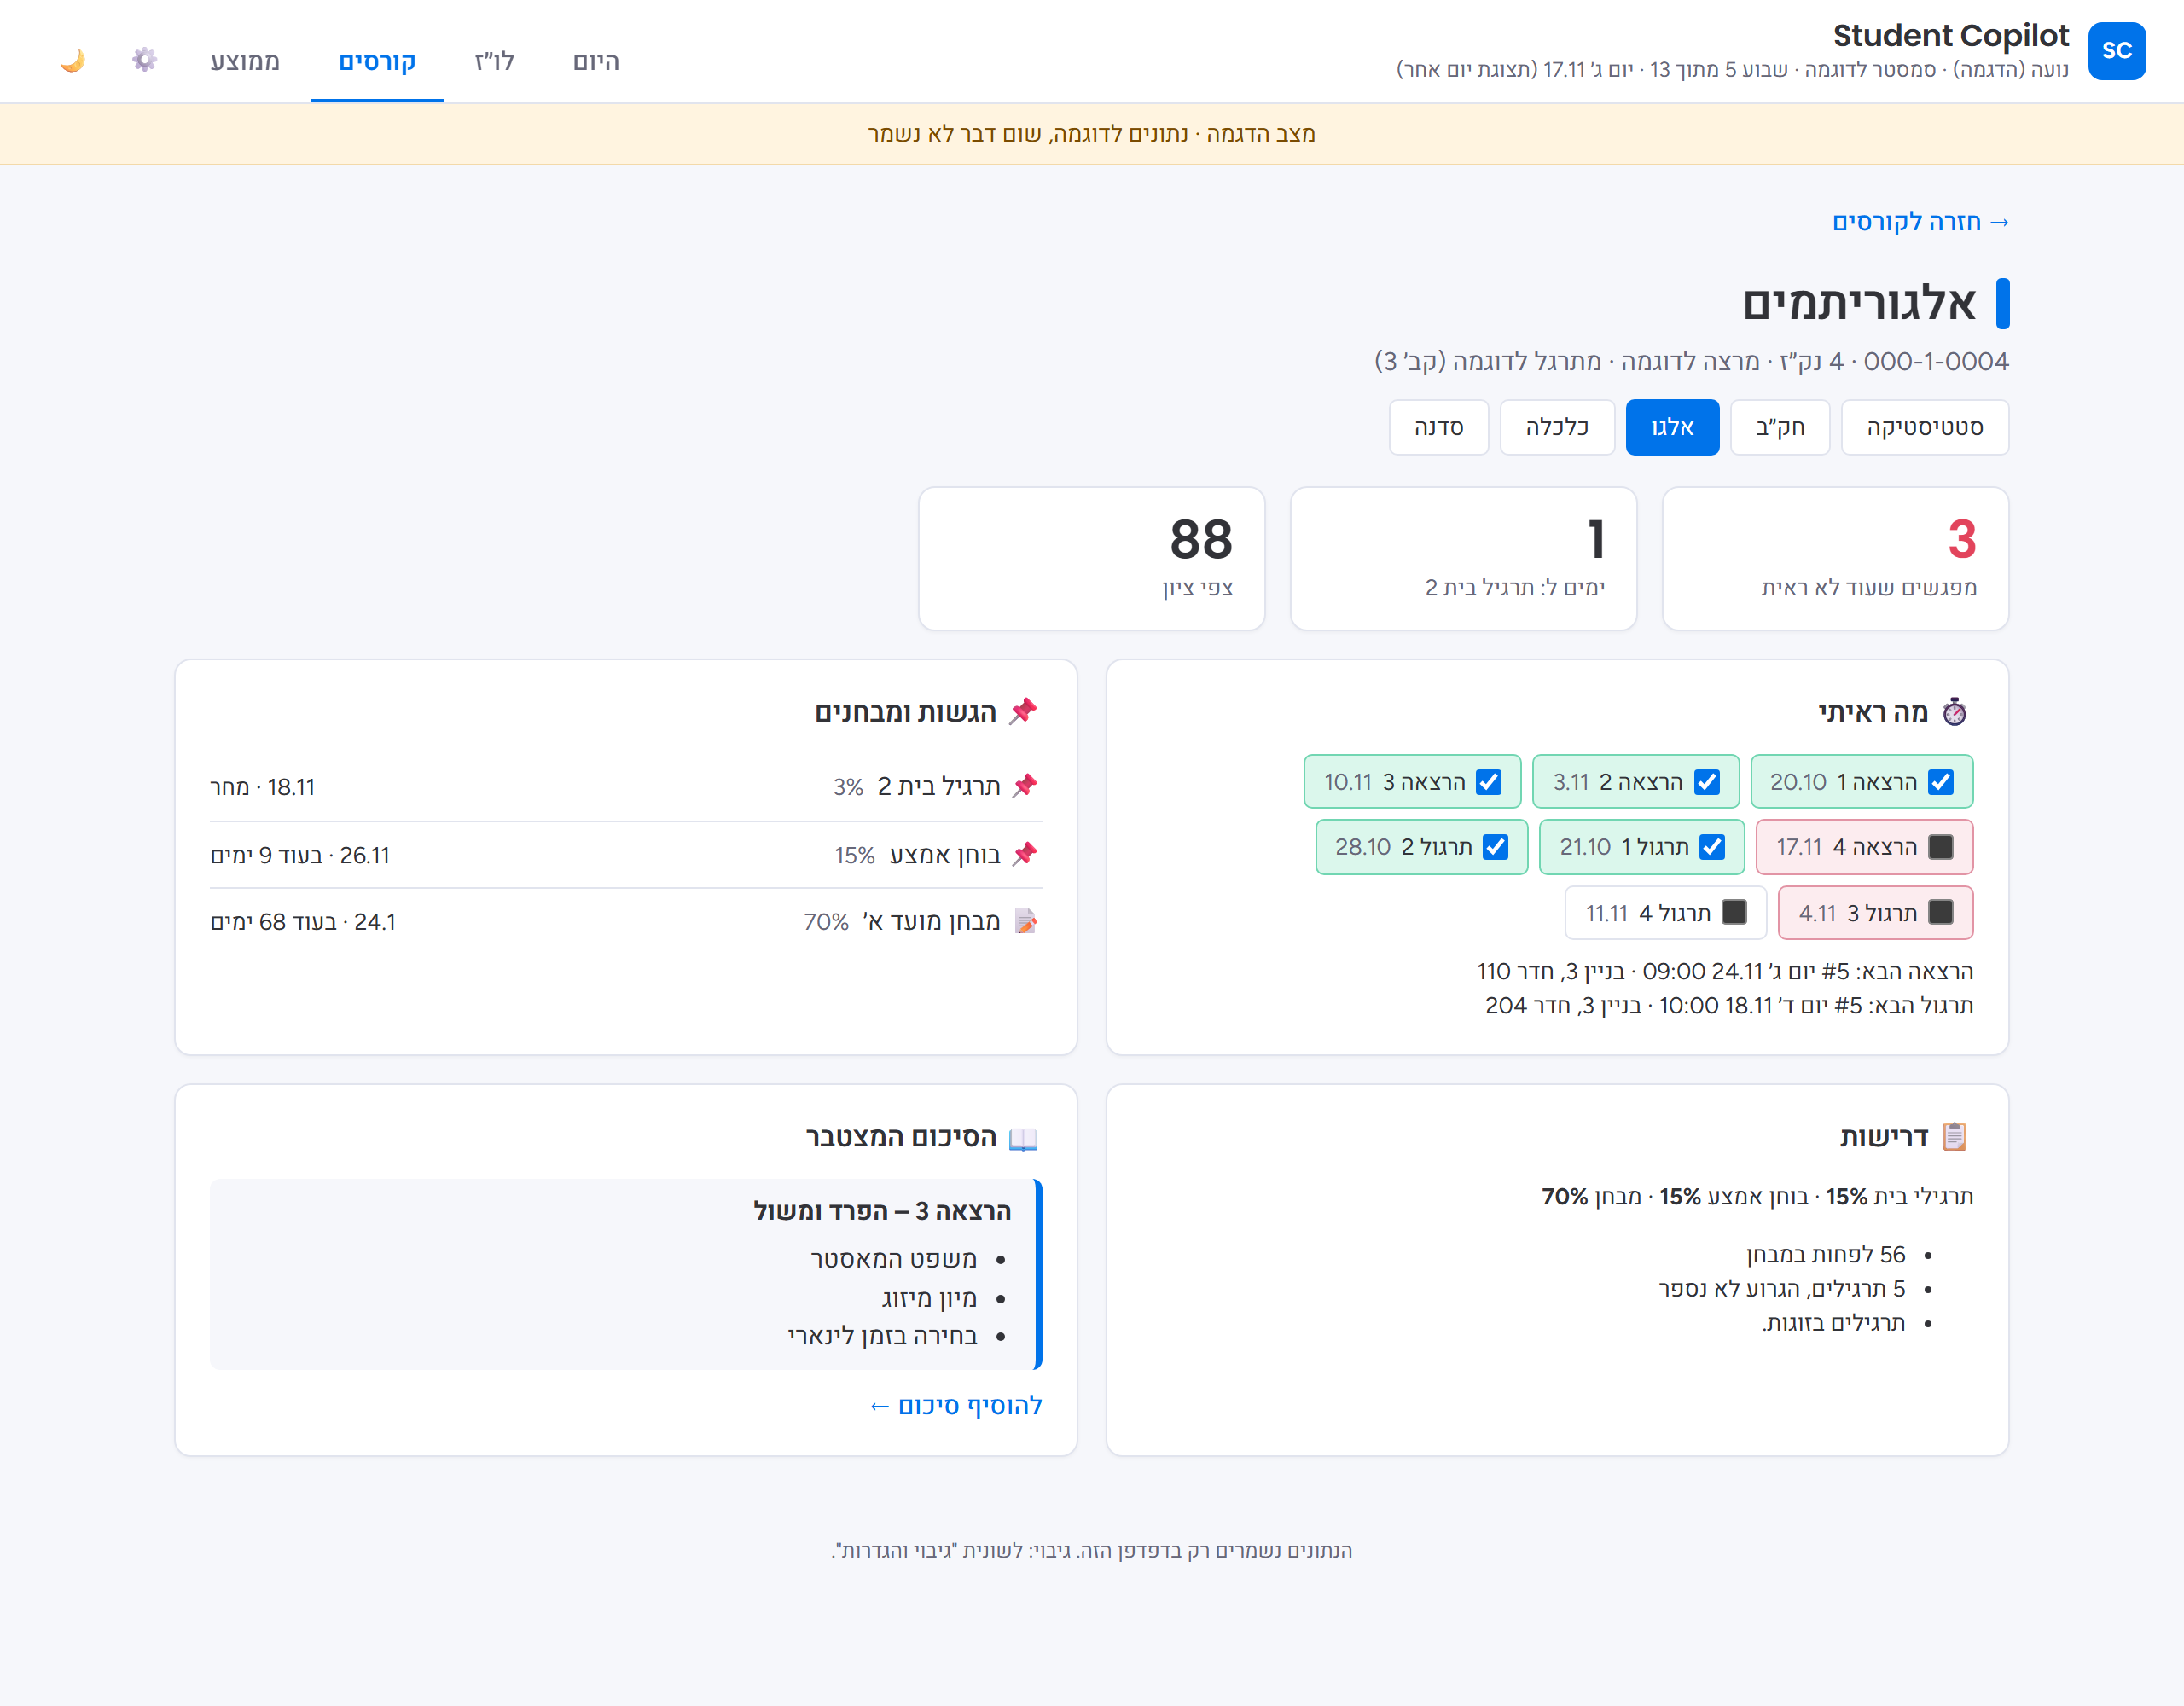 SC
Student Copilot
נועה (הדגמה) · סמסטר לדוגמה · שבוע 5 מתוך 13 · יום ג׳ 17.11 (תצוגת יום אחר)
היום
לו״ז
קורסים
ממוצע
מצב הדגמה · נתונים לדוגמה, שום דבר לא נשמר
→ חזרה לקורסים
אלגוריתמים
000-1-0004 · 4 נק״ז · מרצה לדוגמה · מתרגל לדוגמה (קב׳ 3)
סטטיסטיקה
חק״ב
אלגו
כלכלה
סדנה
3
מפגשים שעוד לא ראית
1
ימים ל: תרגיל בית 2
88
צפי ציון
מה ראיתי
הרצאה 1 20.10
הרצאה 2 3.11
הרצאה 3 10.11
הרצאה 4 17.11
תרגול 1 21.10
תרגול 2 28.10
תרגול 3 4.11
תרגול 4 11.11
הרצאה הבא: #5 יום ג׳ 24.11 09:00 · בניין 3, חדר 110
תרגול הבא: #5 יום ד׳ 18.11 10:00 · בניין 3, חדר 204
הגשות ומבחנים
תרגיל בית 2 3% 18.11 · מחר
בוחן אמצע 15% 26.11 · בעוד 9 ימים
מבחן מועד א׳ 70% 24.1 · בעוד 68 ימים
דרישות
תרגילי בית 15% · בוחן אמצע 15% · מבחן 70%
• 56 לפחות במבחן
• 5 תרגילים, הגרוע לא נספר
• תרגילים בזוגות.
הסיכום המצטבר
הרצאה 3 – הפרד ומשול
• משפט המאסטר
• מיון מיזוג
• בחירה בזמן לינארי
להוסיף סיכום ←
הנתונים נשמרים רק בדפדפן הזה. גיבוי: לשונית "גיבוי והגדרות".